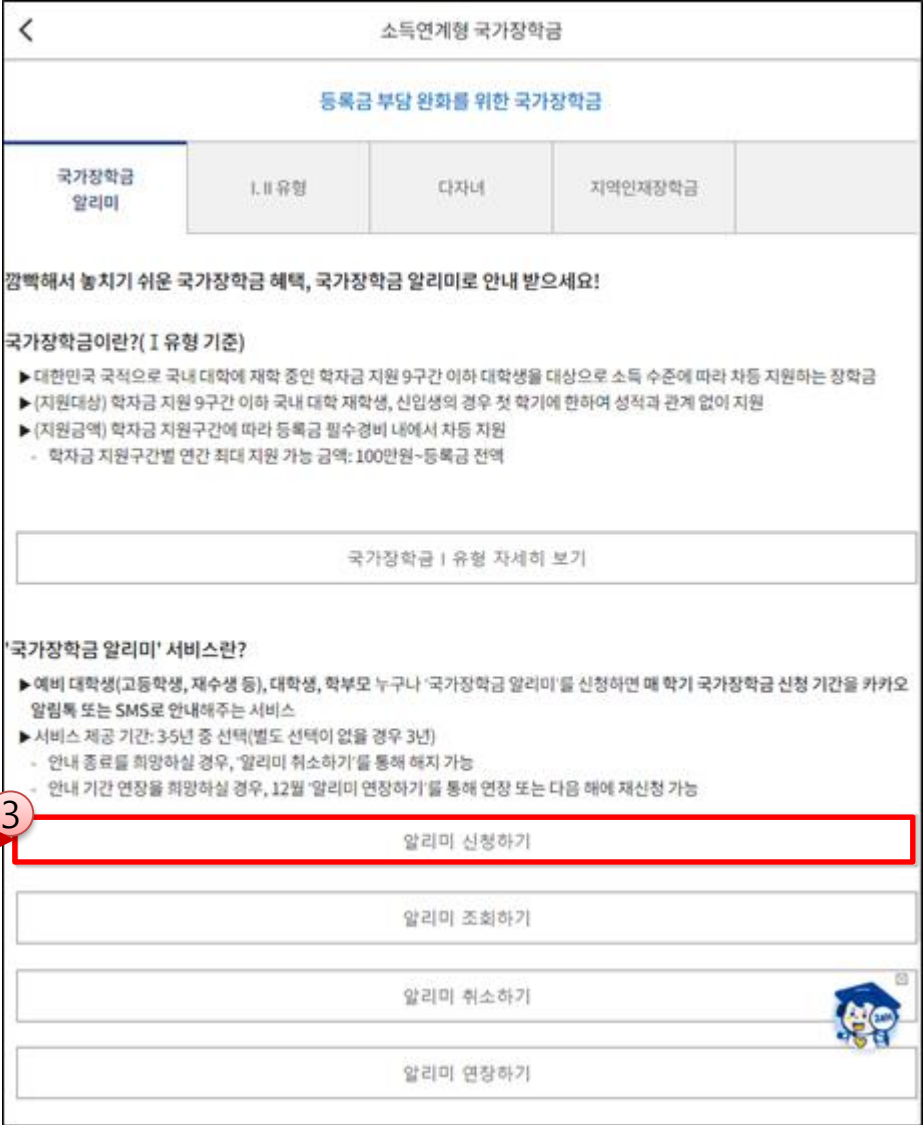 소득연계형 국가장학금
등록금 부담 완화를 위한 국가장학금
국가장학금
알리미
I. II 유형
다자녀
지역인재장학금
깜빡해서 놓치기 쉬운 국가장학금 혜택, 국가장학금 알리미로 안내 받으세요!
국가장학금이란?( I 유형 기준)
▶대한민국 국적으로 국내 대학에 재학 중인 학자금 지원 9구간 이하 대학생을 대상으로 소득 수준에 따라 차등 지원하는 장학금
▶(지원대상) 학자금 지원 9구간 이하 국내 대학 재학생, 신입생의 경우 첫 학기에 한하여 성적과 관계 없이 지원
▶(지원금액) 학자금 지원구간에 따라 등록금 필수경비 내에서 차등 지원
- 학자금 지원구간별 연간 최대 지원 가능 금액: 100만원~등록금 전액
국가장학금 I 유형 자세히 보기
'국가장학금 알리미' 서비스란?
▶예비 대학생(고등학생, 재수생 등), 대학생, 학부모 누구나 '국가장학금 알리미'를 신청하면 매 학기 국가장학금 신청 기간을 카카오
알림톡 또는 SMS로 안내해주는 서비스
▶서비스 제공 기간: 3-5년 중 선택(별도 선택이 없을 경우 3년)
- 안내 종료를 희망하실 경우, '알리미 취소하기'를 통해 해지 가능
- 안내 기간 연장을 희망하실 경우, 12월 '알리미 연장하기'를 통해 연장 또는 다음 해에 재신청 가능
3
알리미 신청하기
알리미 조회하기
알리미 취소하기
알리미 연장하기